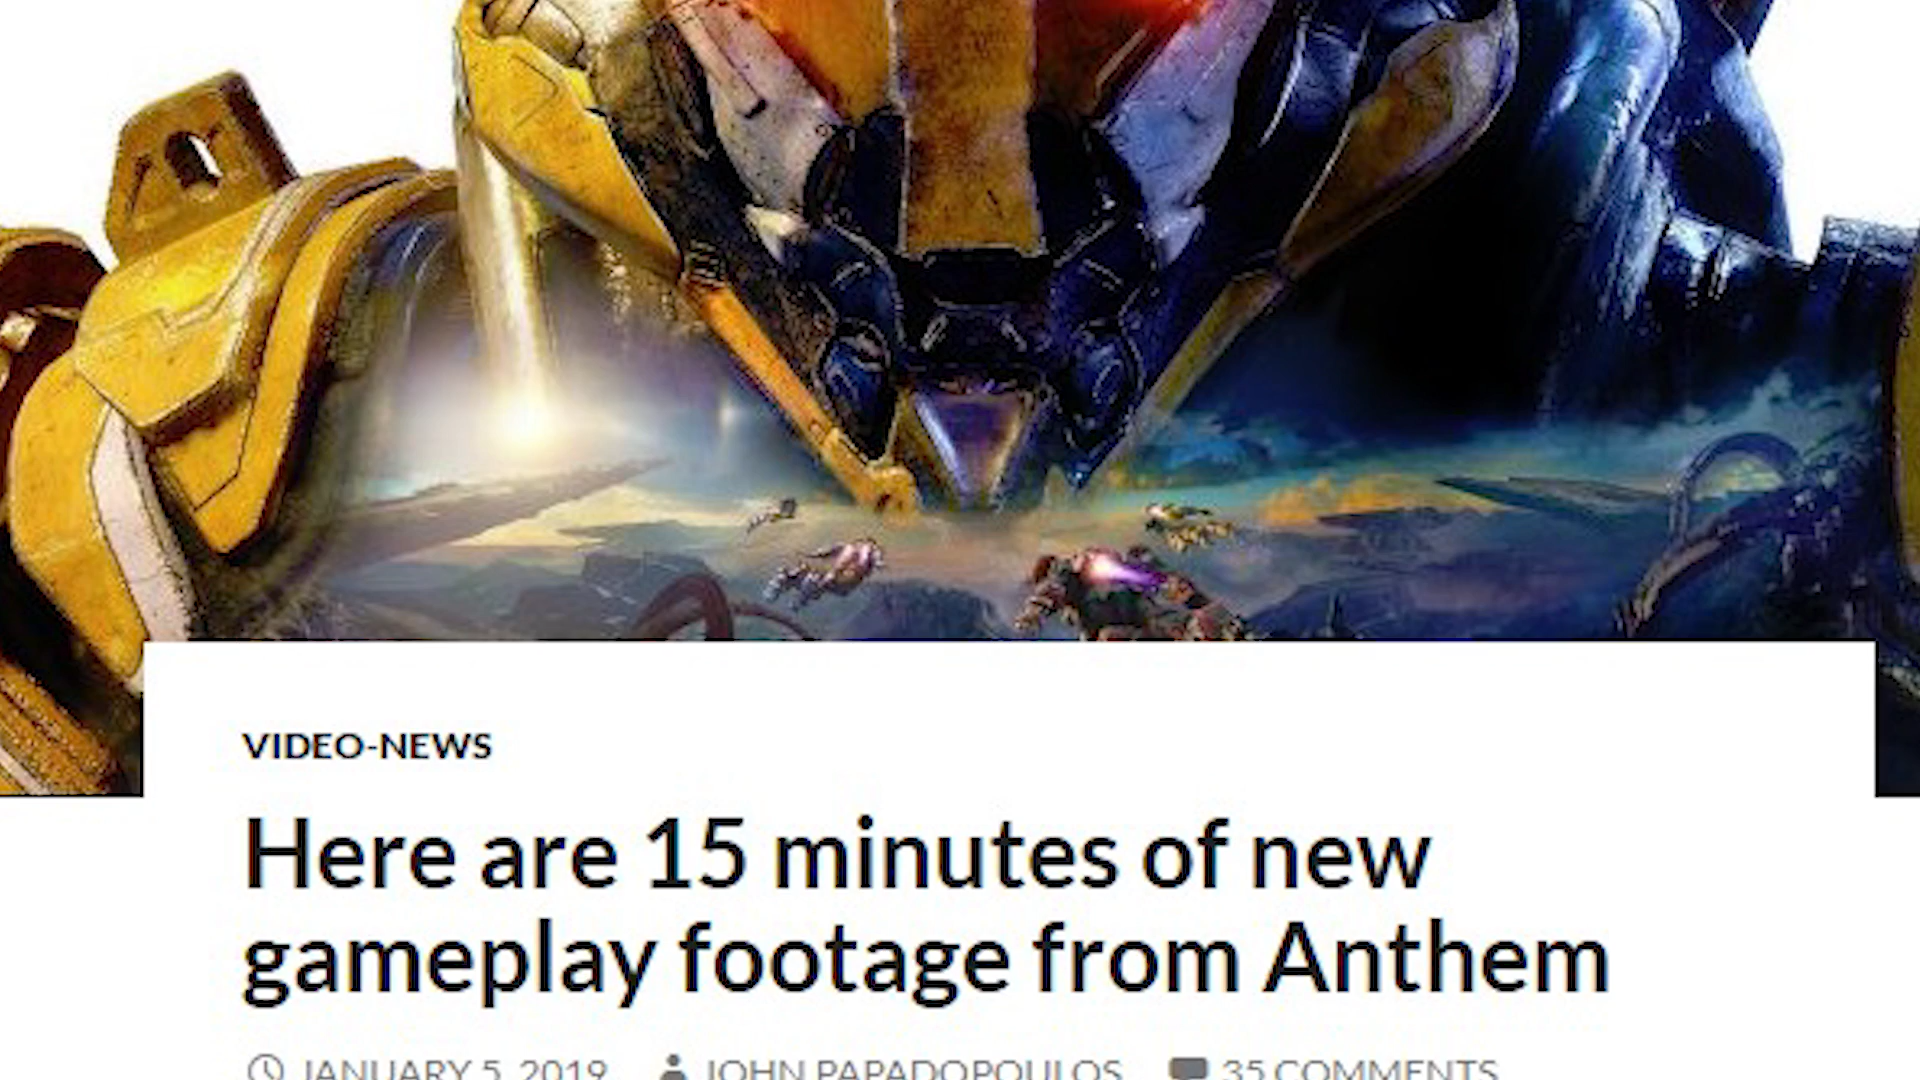 VIDEO-NEWS
Here are 15 minutes of new
gameplay footage from Anthem
JANUARY 5, 2019 JOHN PAPADOPOULOS 35 COMMENTS